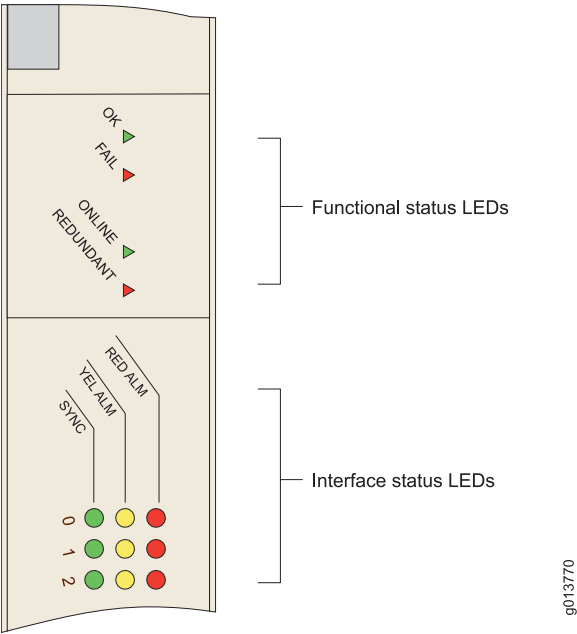 OK
FAIL
ONLINE
REDUNDANT
Functional status LEDs
RED ALM
YEL ALM
SYNC
Interface status LEDs
0
1
2
g013770